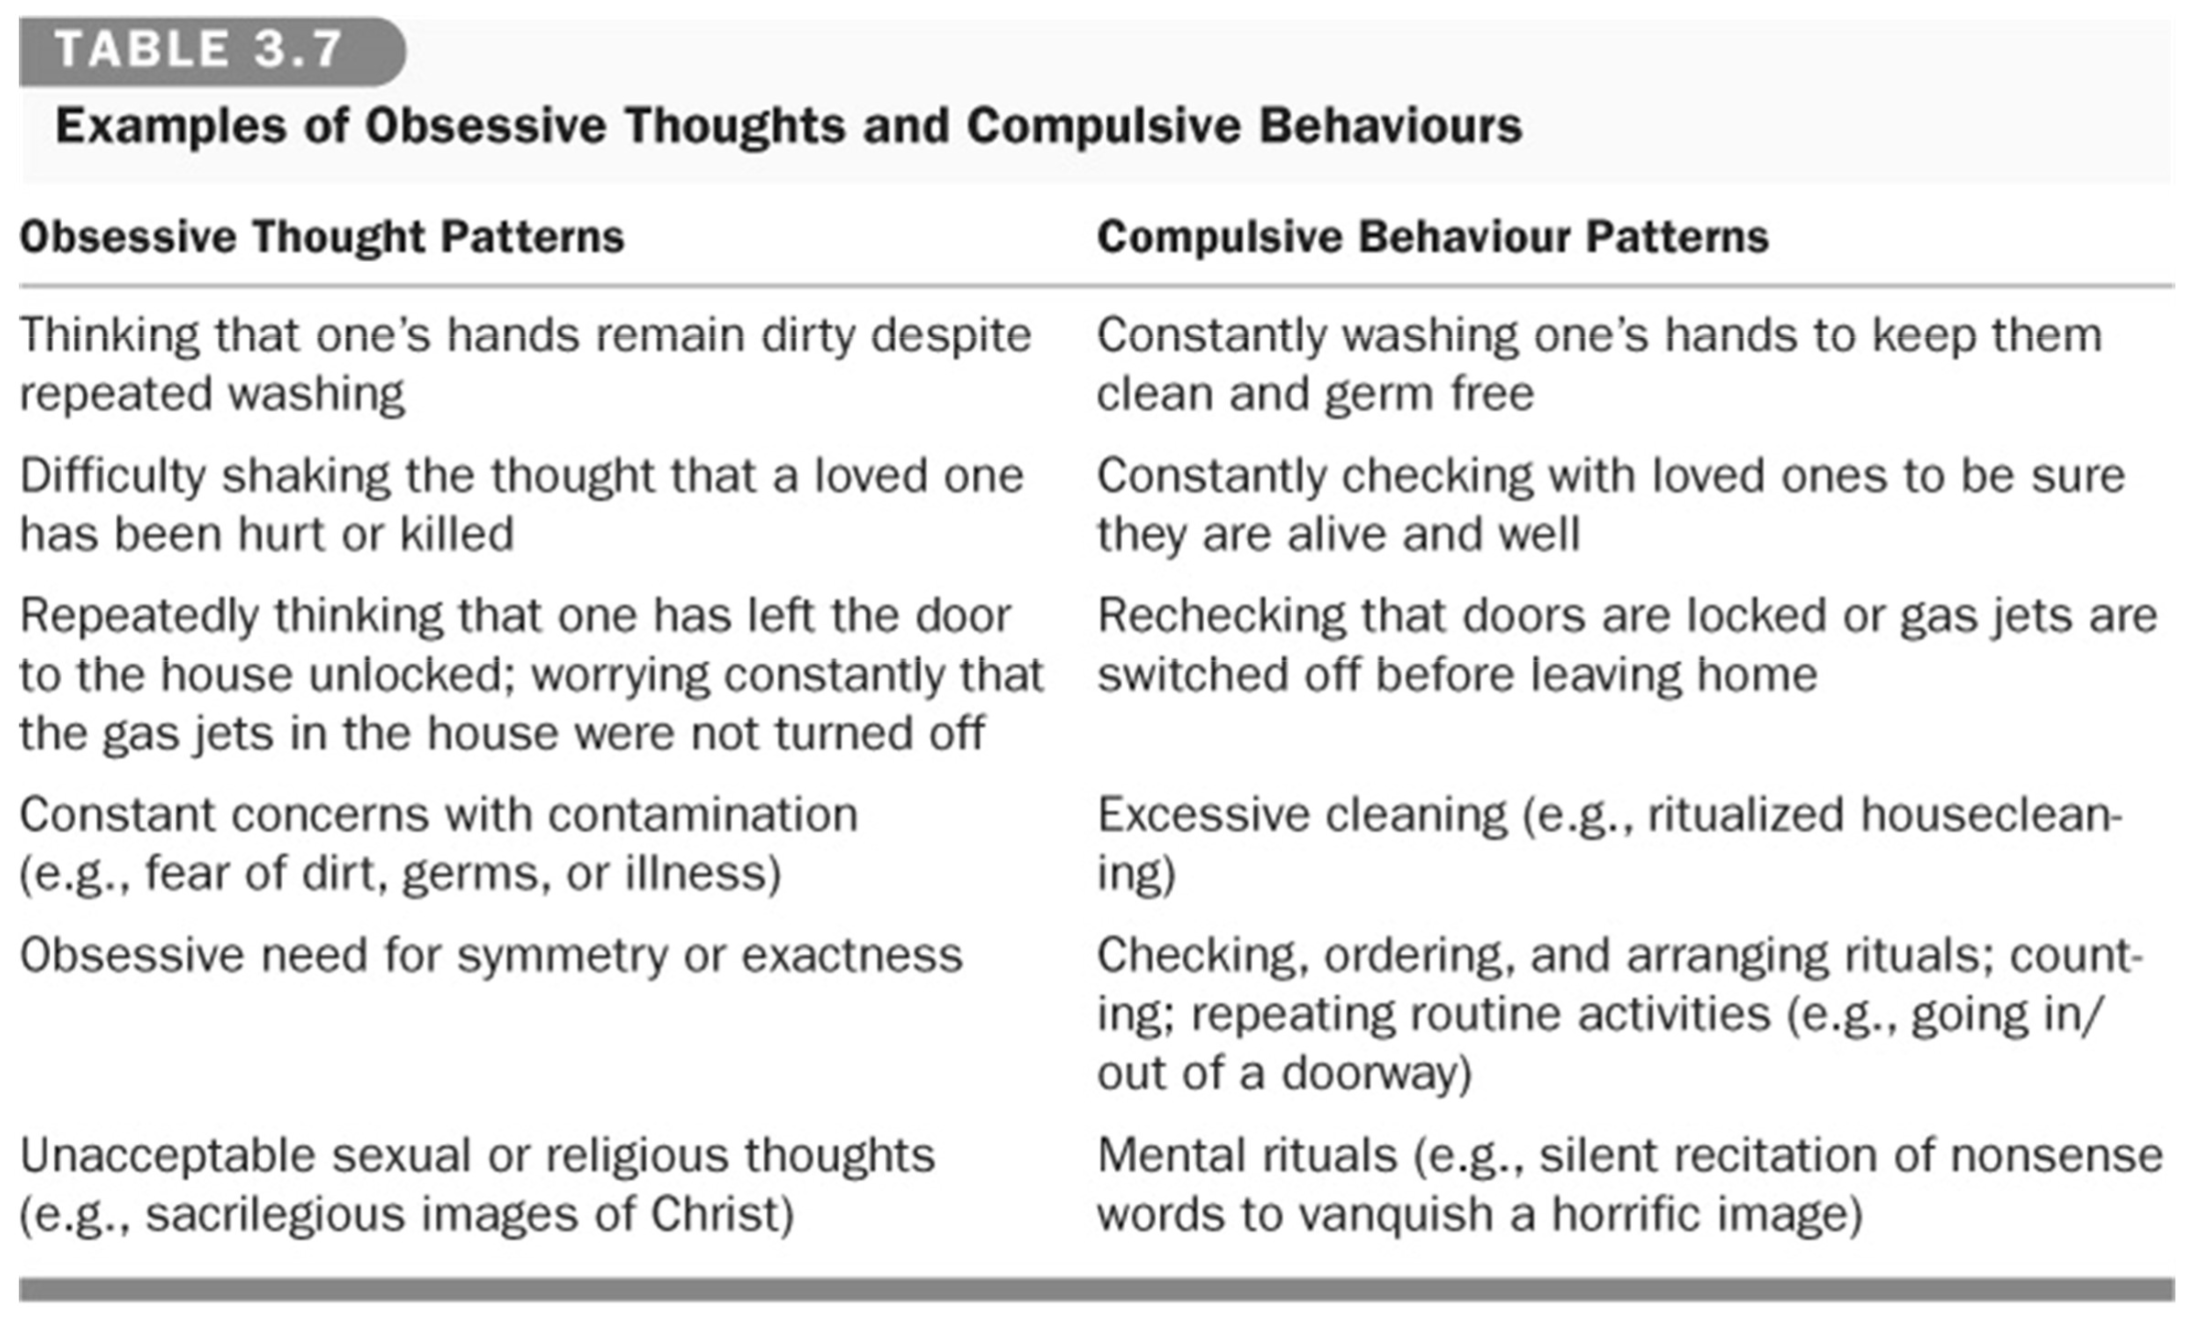 TABLE 3.7
Examples of Obsessive Thoughts and Compulsive Behaviours
Obsessive Thought Patterns
Compulsive Behaviour Patterns
Thinking that one’s hands remain dirty despite
repeated washing
Constantly washing one’s hands to keep them
clean and germ free
Difficulty shaking the thought that a loved one
has been hurt or killed
Constantly checking with loved ones to be sure
they are alive and well
Repeatedly thinking that one has left the door
to the house unlocked; worrying constantly that
the gas jets in the house were not turned off
Rechecking that doors are locked or gas jets are
switched off before leaving home
Constant concerns with contamination
(e.g., fear of dirt, germs, or illness)
Excessive cleaning (e.g., ritualized houseclean-
ing)
Obsessive need for symmetry or exactness
Checking, ordering, and arranging rituals; count-
ing; repeating routine activities (e.g., going in/
out of a doorway)
Unacceptable sexual or religious thoughts
(e.g., sacrilegious images of Christ)
Mental rituals (e.g., silent recitation of nonsense
words to vanquish a horrific image)